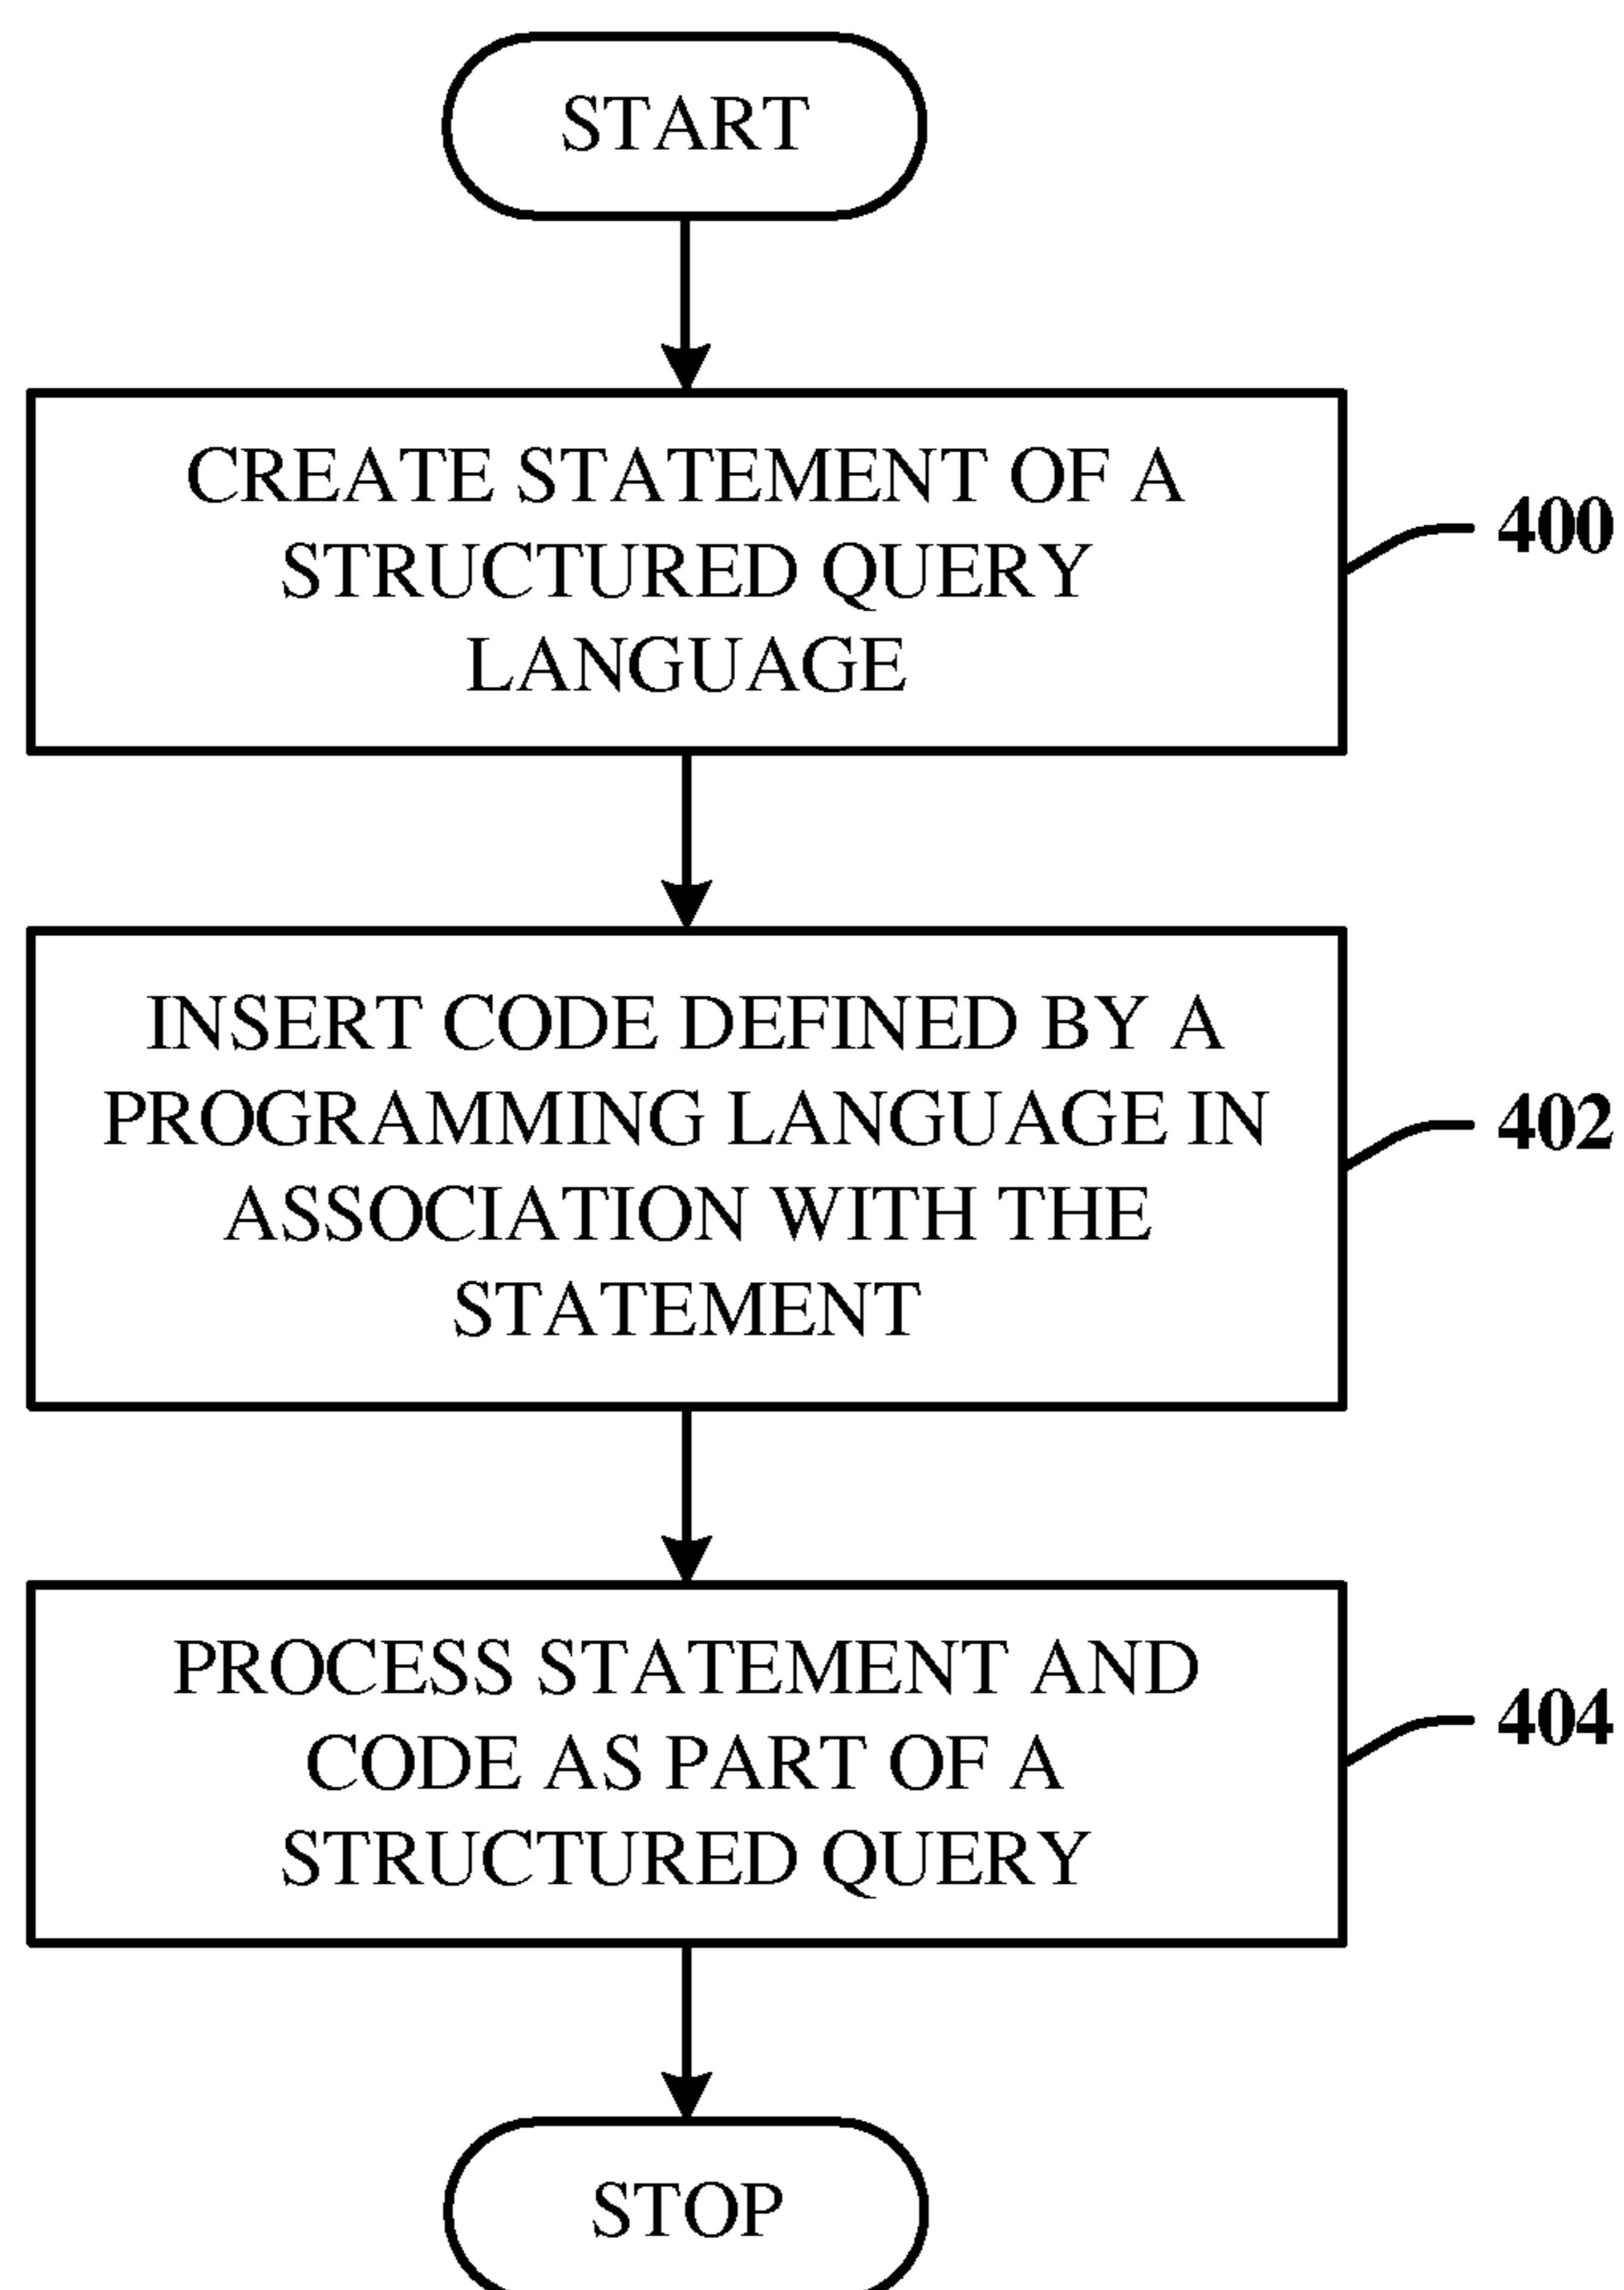 START
CREATE STATEMENT OF A
STRUCTURED QUERY
LANGUAGE
400
INSERT CODE DEFINED BY A
PROGRAMMING LANGUAGE IN
ASSOCIATION WITH THE
STATEMENT
402
PROCESS STATEMENT AND
CODE AS PART OF A
STRUCTURED QUERY
404
STOP